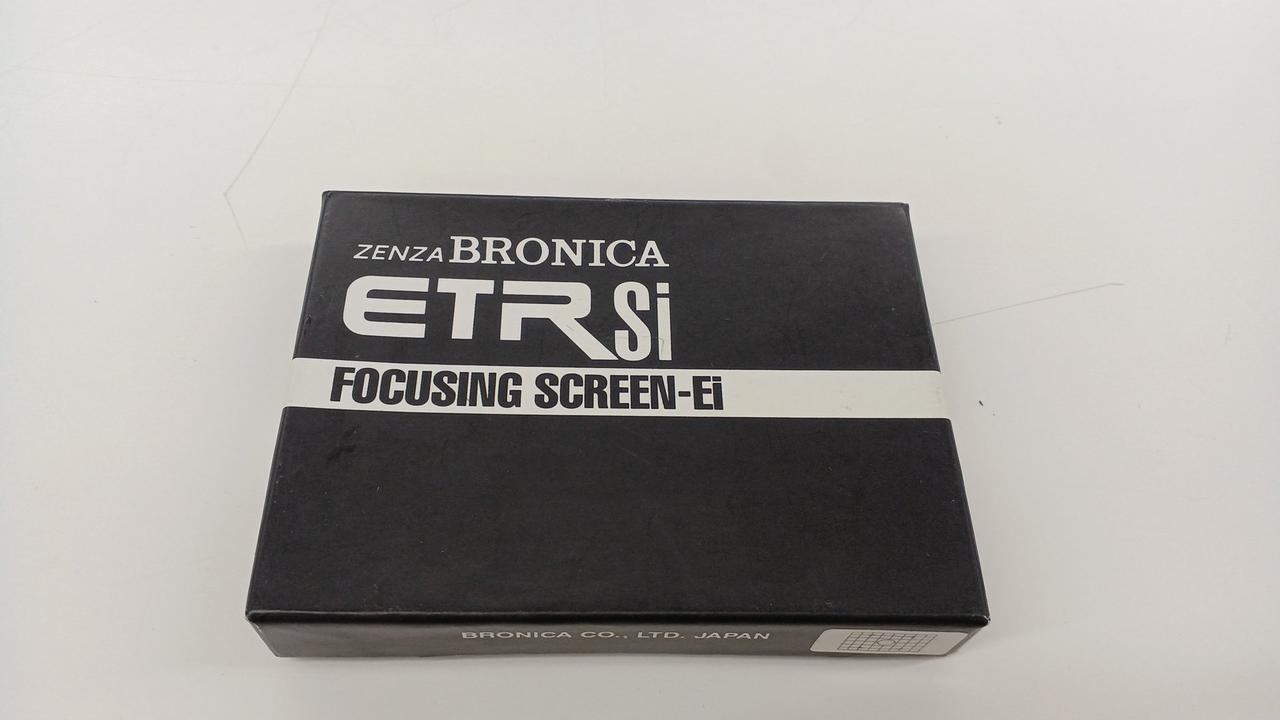 ZENZA BRONICA
ETRSi
FOCUSING SCREEN-Ei
BRONICA CO., LTD. JAPAN